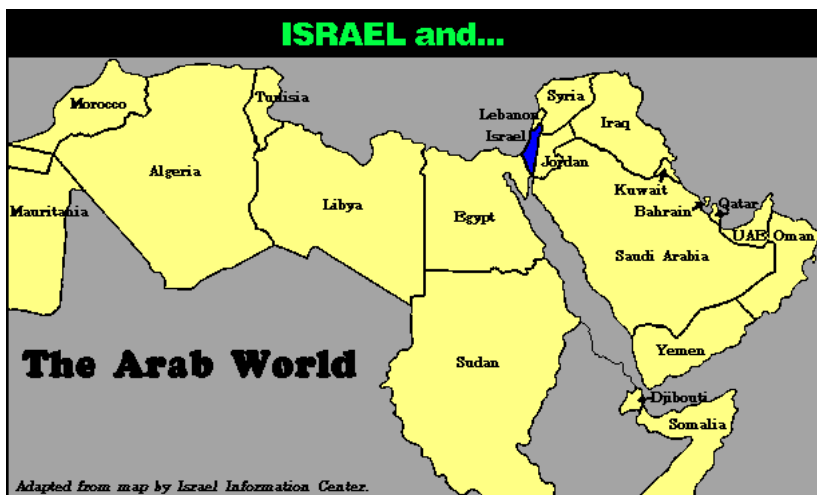 ISRAEL and...
Morocco
Tunisia
Algeria
Libya
Egypt
Mauritania
Sudan
Lebanon
Israel
Syria
Iraq
Jordan
Kuwait
Bahrain
Qatar
UAE
Oman
Saudi Arabia
Yemen
Djibouti
Somalia
The Arab World
Adapted from map by Israel Information Center.